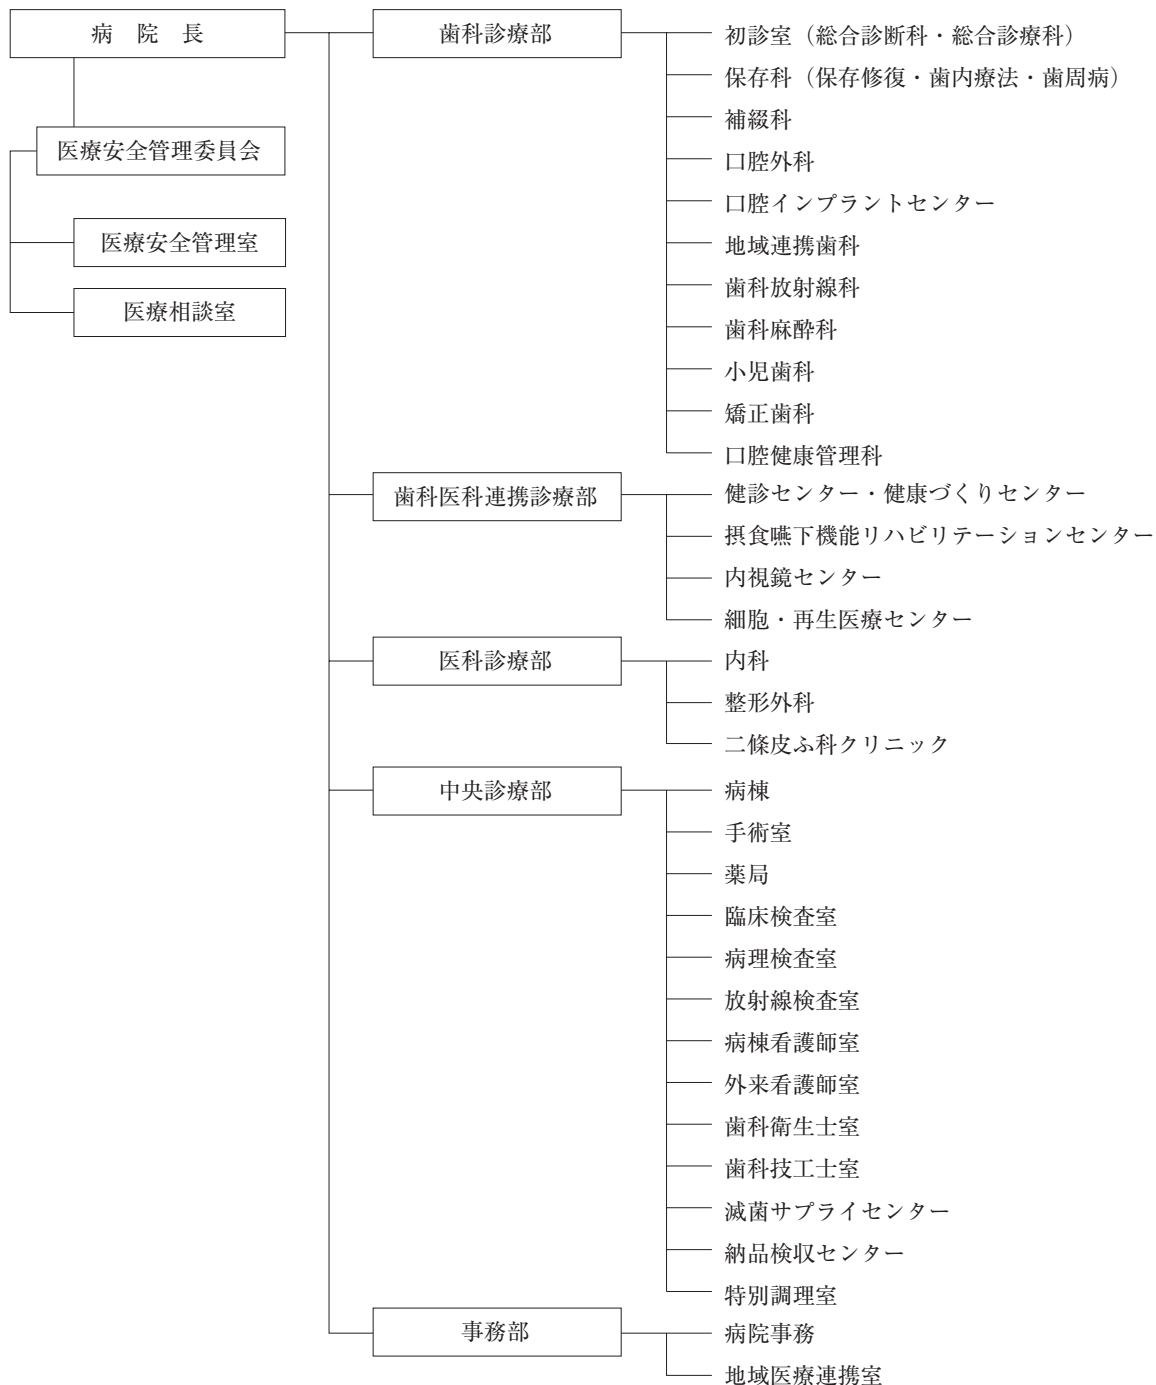 病 院 長
医療安全管理委員会
医療安全管理室
医療相談室
歯科診療部
初診室（総合診断科・総合診療科）
保存科（保存修復・歯内療法・歯周病）
補綴科
口腔外科
口腔インプラントセンター
地域連携歯科
歯科放射線科
歯科麻酔科
小児歯科
矯正歯科
口腔健康管理科
歯科医科連携診療部
健診センター・健康づくりセンター
摂食嚥下機能リハビリテーションセンター
内視鏡センター
細胞・再生医療センター
医科診療部
内科
整形外科
二條皮ふ科クリニック
中央診療部
病棟
手術室
薬局
臨床検査室
病理検査室
放射線検査室
病棟看護師室
外来看護師室
歯科衛生士室
歯科技工士室
滅菌サプライセンター
納品検収センター
特別調理室
事務部
病院事務
地域医療連携室